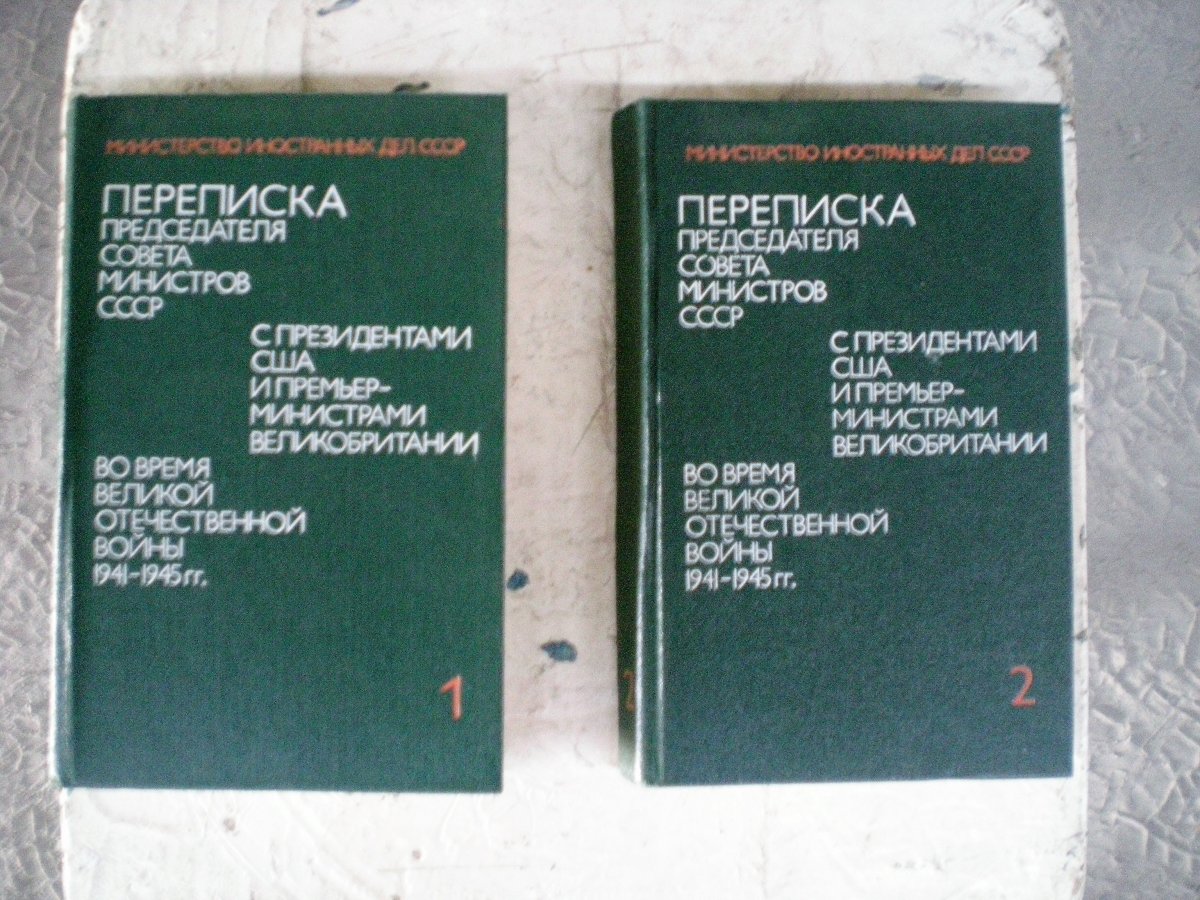 МИНИСТЕРСТВО ИНОСТРАННЫХ ДЕЛ СССР
ПЕРЕПИСКА
ПРЕДСЕДАТЕЛЯ
СОВЕТА
МИНИСТРОВ
СССР
С ПРЕЗИДЕНТАМИ
США
И ПРЕМЬЕР-
МИНИСТРАМИ
ВЕЛИКОБРИТАНИИ
ВО ВРЕМЯ
ВЕЛИКОЙ
ОТЕЧЕСТВЕННОЙ
ВОЙНЫ
1941-1945 гг.
1
МИНИСТЕРСТВО ИНОСТРАННЫХ ДЕЛ СССР
ПЕРЕПИСКА
ПРЕДСЕДАТЕЛЯ
СОВЕТА
МИНИСТРОВ
СССР
С ПРЕЗИДЕНТАМИ
США
И ПРЕМЬЕР-
МИНИСТРАМИ
ВЕЛИКОБРИТАНИИ
ВО ВРЕМЯ
ВЕЛИКОЙ
ОТЕЧЕСТВЕННОЙ
ВОЙНЫ
1941-1945 гг.
2
2